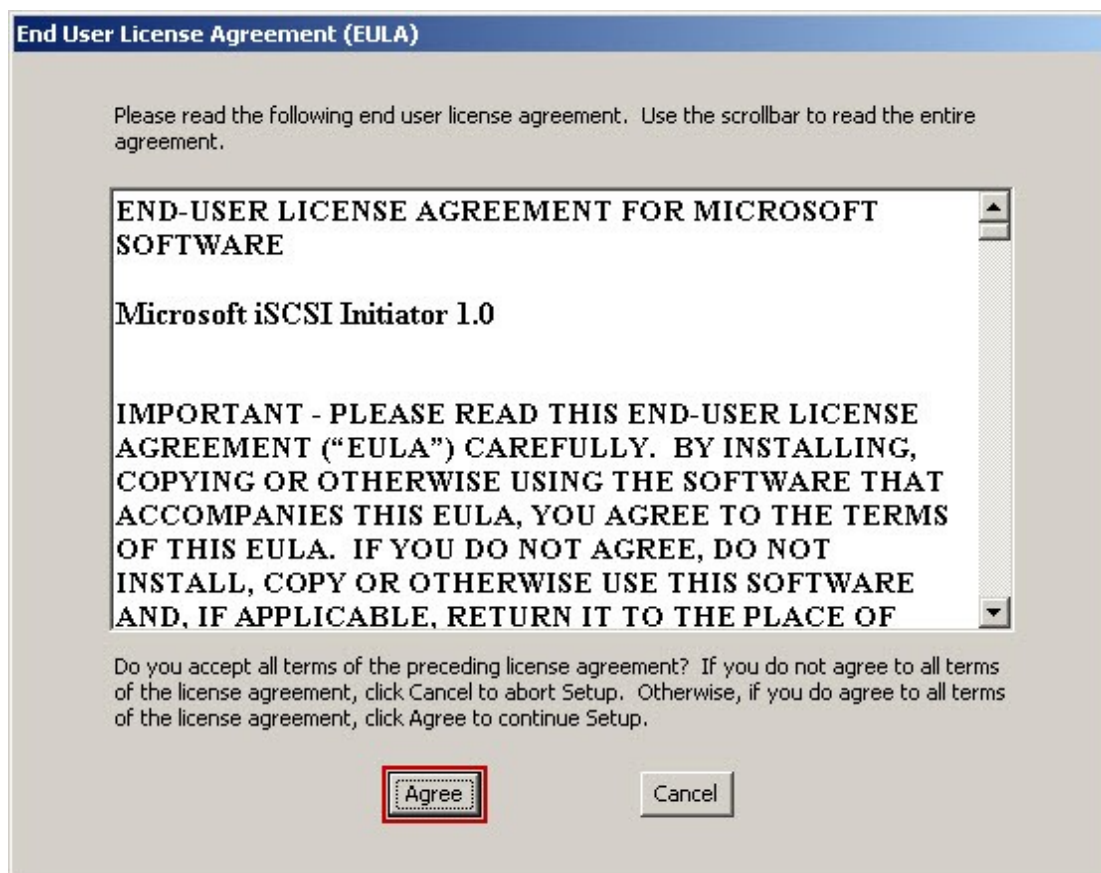 End User License Agreement (EULA)
Please read the following end user license agreement.  Use the scrollbar to read the entire
agreement.
END-USER LICENSE AGREEMENT FOR MICROSOFT
SOFTWARE
Microsoft iSCSI Initiator 1.0
IMPORTANT - PLEASE READ THIS END-USER LICENSE
AGREEMENT (“EULA”) CAREFULLY.  BY INSTALLING,
COPYING OR OTHERWISE USING THE SOFTWARE THAT
ACCOMPANIES THIS EULA, YOU AGREE TO THE TERMS
OF THIS EULA.  IF YOU DO NOT AGREE, DO NOT
INSTALL, COPY OR OTHERWISE USE THIS SOFTWARE
AND, IF APPLICABLE, RETURN IT TO THE PLACE OF
Do you accept all terms of the preceding license agreement?  If you do not agree to all terms
of the license agreement, click Cancel to abort Setup.  Otherwise, if you do agree to all terms
of the license agreement, click Agree to continue Setup.
Agree
Cancel